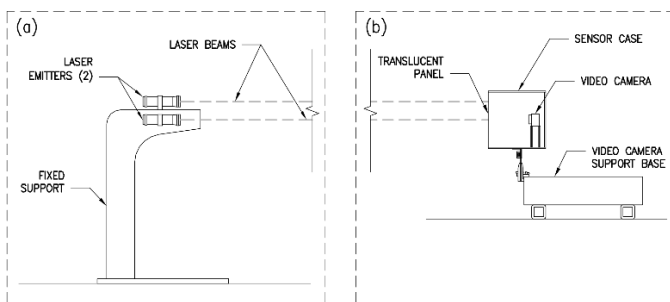 (a)
LASER
EMITTERS (2)
LASER BEAMS
FIXED
SUPPORT
(b)
SENSOR CASE
TRANSLUCENT
PANEL
VIDEO CAMERA
VIDEO CAMERA
SUPPORT BASE